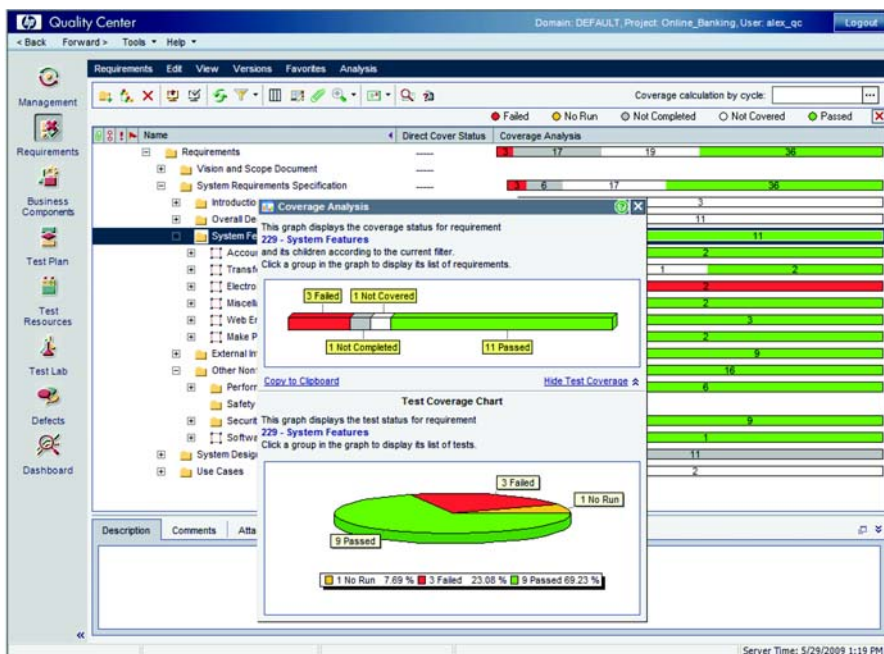 hp Quality Center
Domain: DEFAULT, Project: Online_Banking, User: alex_qc Logout
< Back Forward > Tools Help
Management
Requirements
Business Components
Test Plan
Test Resources
Test Lab
Defects
Dashboard
Requirements Edit View Versions Favorites Analysis
Coverage calculation by cycle: ...
Failed No Run Not Completed Not Covered Passed
Name Direct Cover Status Coverage Analysis
Requirements ----- 3 17 19 36
Vision and Scope Document -----
System Requirements Specification ----- 3 6 17 36
Introductio 3
Overall De 11
System Fe 11
Accou 2
Transf 1 2
Electro 2
Miscell 2
Web En 3
Make P 2
External In 9
Other Non 16
Perform 6
Safety
Securit 9
Softwa 1
System Desig 11
Use Cases 2
Coverage Analysis
This graph displays the coverage status for requirement
229 - System Features
and its children according to the current filter.
Click a group in the graph to display its list of requirements.
3 Failed 1 Not Covered
1 Not Completed 11 Passed
Copy to Clipboard Hide Test Coverage
Test Coverage Chart
This graph displays the test status for requirement
229 - System Features
Click a group in the graph to display its list of tests.
3 Failed
1 No Run
9 Passed
1 No Run 7.69 % 3 Failed 23.08 % 9 Passed 69.23 %
Description Comments Atta
Server Time: 5/29/2009 1:19 PM